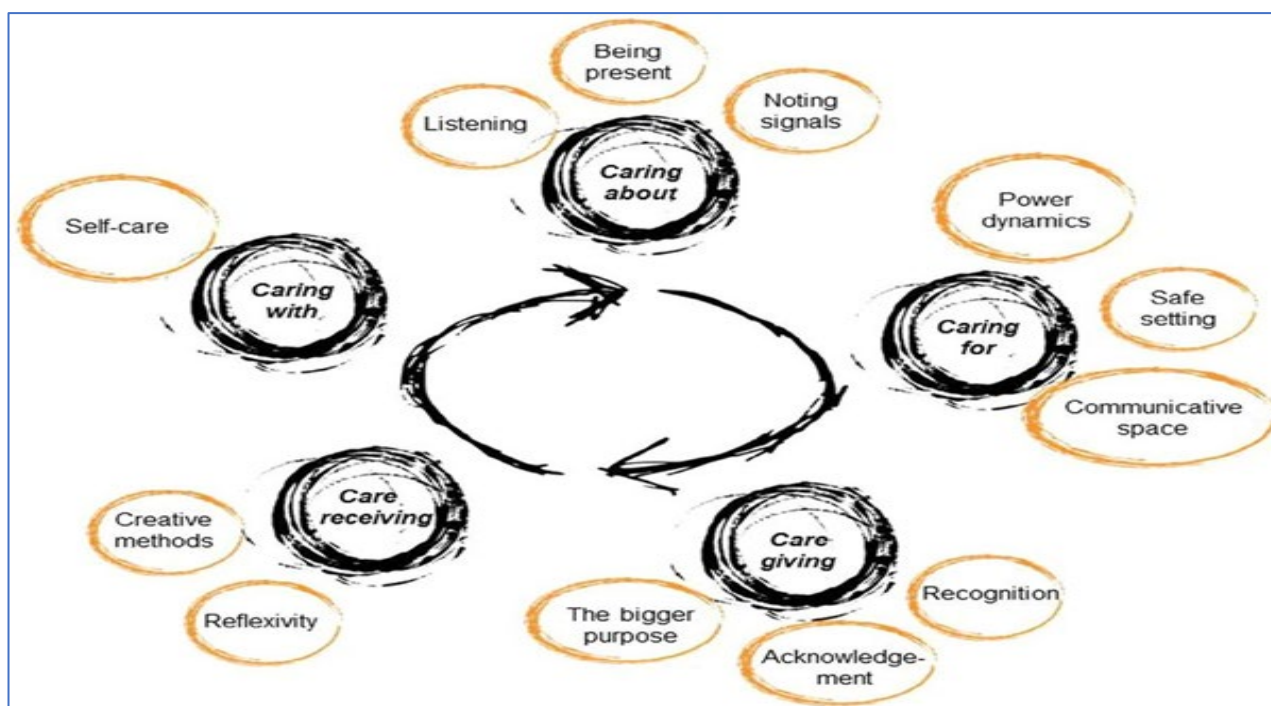 Being
present
Listening
Noting
signals
Caring
about
Self-care
Power
dynamics
Caring
with
Safe
setting
Caring
for
Communicative
space
Care
receiving
Creative
methods
Reflexivity
Care
giving
Recognition
The bigger
purpose
Acknowledge-
ment